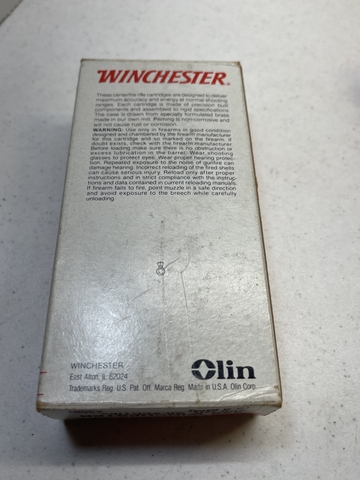 WINCHESTER®
These centerfire rifle cartridges are designed to deliver
maximum accuracy and energy at normal shooting
ranges. Each cartridge is made of precision built
components and assembled to rigid specifications
The case is drawn from specially formulated brass
made in our own mill. Priming is non-corrosive and
will not cause rust or corrosion.
WARNING: Use only in firearms in good condition
designed and chambered by the firearm manufacturer
for this cartridge and so marked on the firearm. If
doubt exists, check with the firearm manufacturer.
Before loading make sure there is no obstruction or
excess lubrication in the barrel. Wear shooting
glasses to protect eyes. Wear proper hearing protec-
tion. Repeated exposure to the noise of gunfire can
damage hearing. Incorrect reloading of the fired case
can cause serious injury. Reload only after proper
instructions and in strict compliance with the instruc-
tions and data contained in current reloading manuals.
If firearm fails to fire, point muzzle in a safe direction
and avoid exposure to the breech while carefully
unloading.
WINCHESTER
East Alton, IL 62024
Olin
Trademarks Reg. U.S. Pat. Off. Marca Reg. Made in U.S.A. Olin Corp.